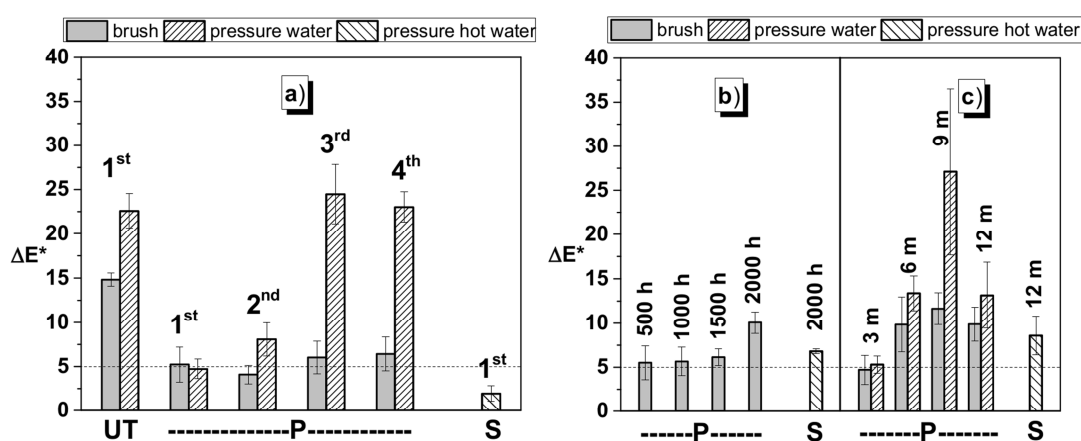 brush pressure water pressure hot water
40
35
30
25
20
15
10
5
0
ΔE*
a)
1st
1st
2nd
3rd
4th
1st
UT --------------P------------ S
brush pressure water pressure hot water
40
35
30
25
20
15
10
5
0
ΔE*
b)
c)
500 h
1000 h
1500 h
2000 h
2000 h
3 m
6 m
9 m
12 m
12 m
------P------- S -------P------- S